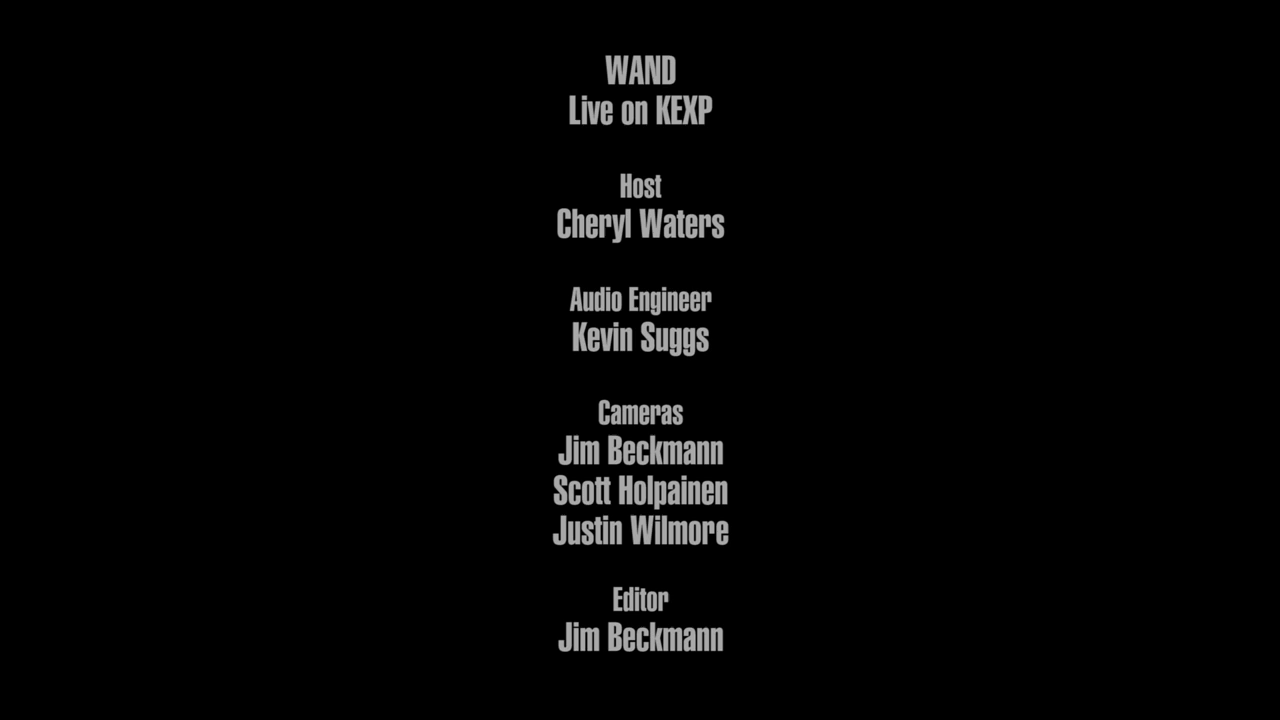 WAND
Live on KEXP
Host
Cheryl Waters
Audio Engineer
Kevin Suggs
Cameras
Jim Beckmann
Scott Holpainen
Justin Wilmore
Editor
Jim Beckmann